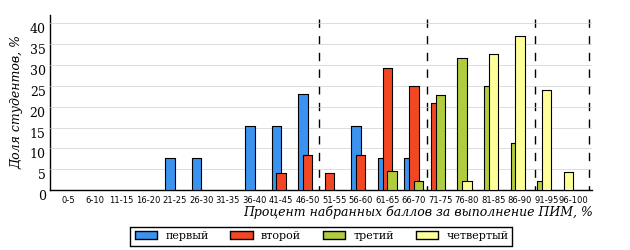 Доля студентов, %
40
35
30
25
20
15
10
5
0
0-5 6-10 11-15 16-20 21-25 26-30 31-35 36-40 41-45 46-50 51-55 56-60 61-65 66-70 71-75 76-80 81-85 86-90 91-95 96-100
Процент набранных баллов за выполнение ПИМ, %
первый второй третий четвертый